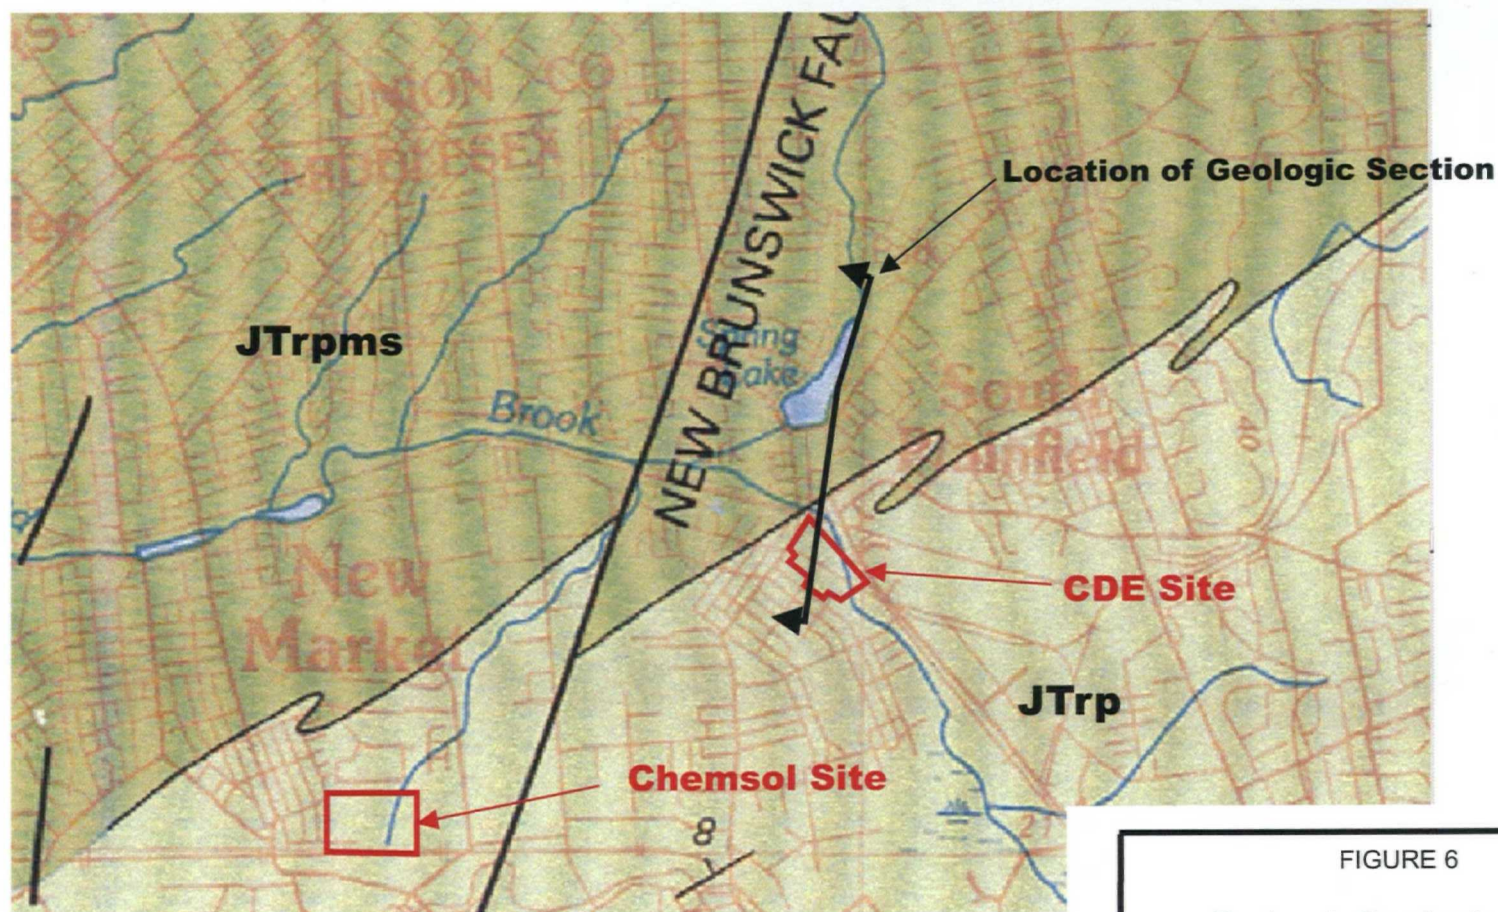 UNION CO
MIDDLESEX CO
NEW BRUNSWICK FAU
Location of Geologic Section
JTrpms
Spring
Lake
Brook
South
Plainfield
40
New
Market
CDE Site
JTrp
Chemsol Site
8
FIGURE 6